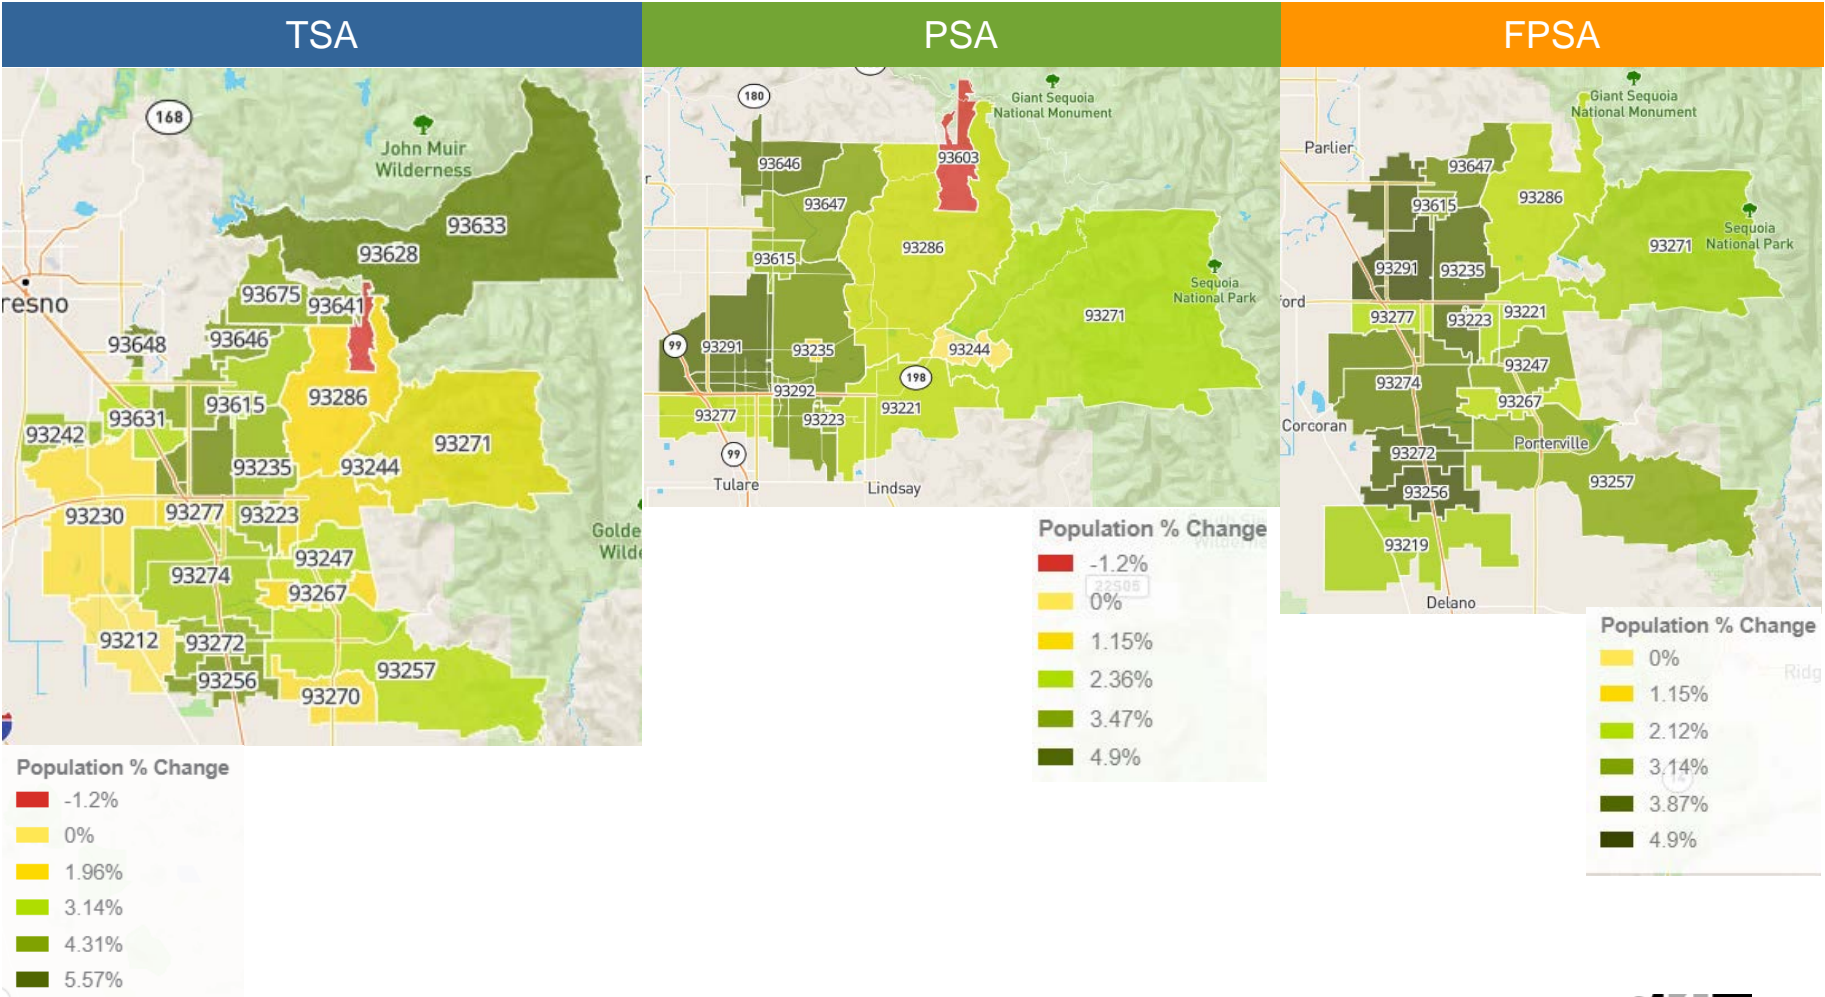 TSA
PSA
FPSA
168
John Muir
Wilderness
93633
93628
resno
93675
93641
93648
93646
93286
93631
93615
93242
93271
93235
93244
93230
93277
93223
Golde
Wilde
93247
93274
93267
93212
93272
93257
93256
93270
Population % Change
-1.2%
0%
1.96%
3.14%
4.31%
5.57%
180
Giant Sequoia
National Monument
93646
93603
r
93647
93286
93615
Sequoia
National Park
93271
99
93291
93235
93244
198
93292
93277
93223
93221
99
Tulare
Lindsay
Wilderne
Population % Change
-1.2%
22S05
0%
1.15%
2.36%
3.47%
4.9%
Giant Sequoia
National Monument
Parlier
93647
93286
93615
Sequoia
National Park
93271
93291
93235
ford
93277
93223
93221
93247
93274
93267
Corcoran
Porterville
93272
93257
93256
93219
Delano
Population % Change
0%
Ridg
1.15%
2.12%
3.14%
14
3.87%
4.9%